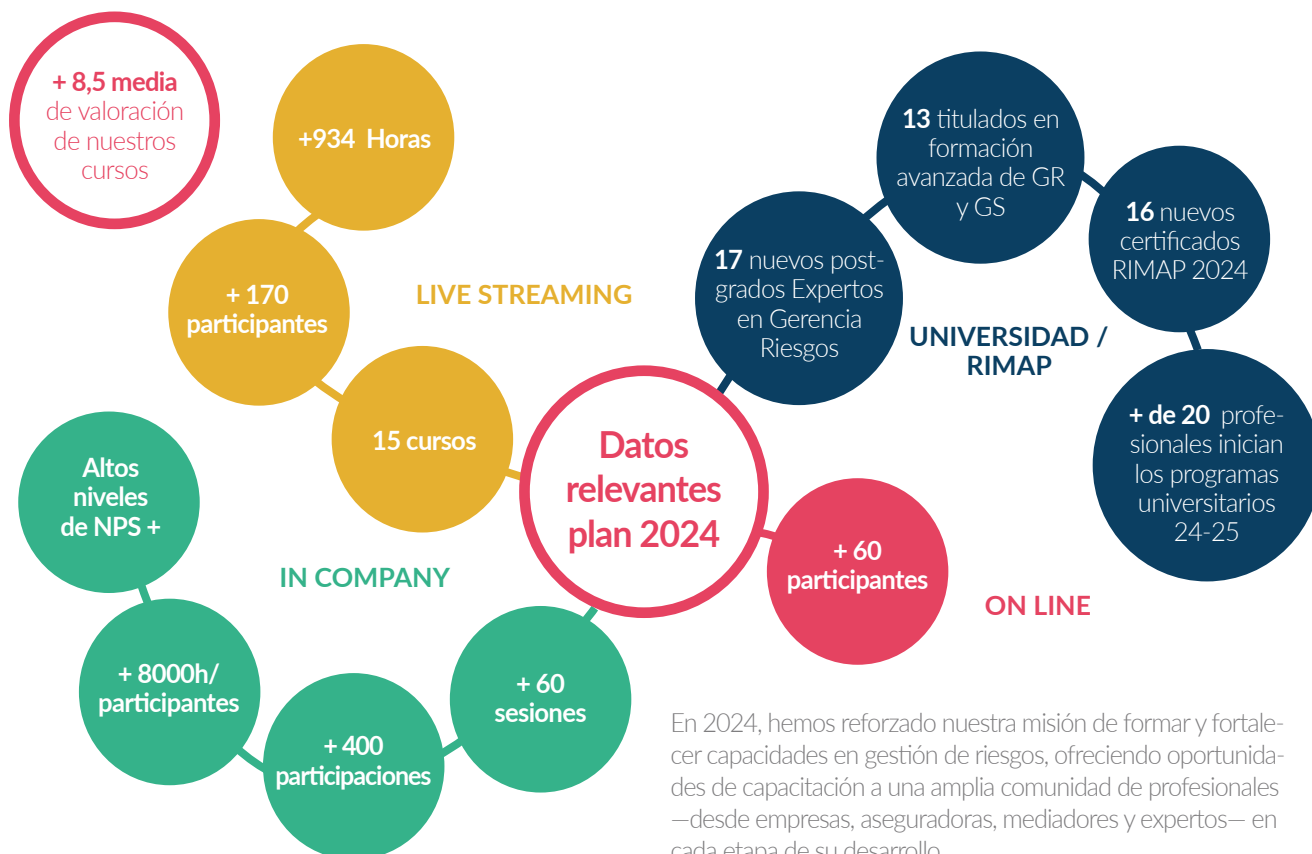 + 8,5 media
de valoración
de nuestros
cursos
+934 Horas
+ 170
participantes
LIVE STREAMING
15 cursos
13 titulados en
formación
avanzada de GR
y GS
16 nuevos
certificados
RIMAP 2024
17 nuevos post-
grados Expertos
en Gerencia
Riesgos
UNIVERSIDAD /
RIMAP
+ de 20 profe-
sionales inician
los programas
universitarios
24-25
Datos
relevantes
plan 2024
+ 60
participantes
ON LINE
Altos
niveles
de NPS +
IN COMPANY
+ 8000h/
participantes
+ 400
participaciones
+ 60
sesiones
En 2024, hemos reforzado nuestra misión de formar y fortale-
cer capacidades en gestión de riesgos, ofreciendo oportunida-
des de capacitación a una amplia comunidad de profesionales
—desde empresas, aseguradoras, mediadores y expertos— en
cada etapa de su desarrollo